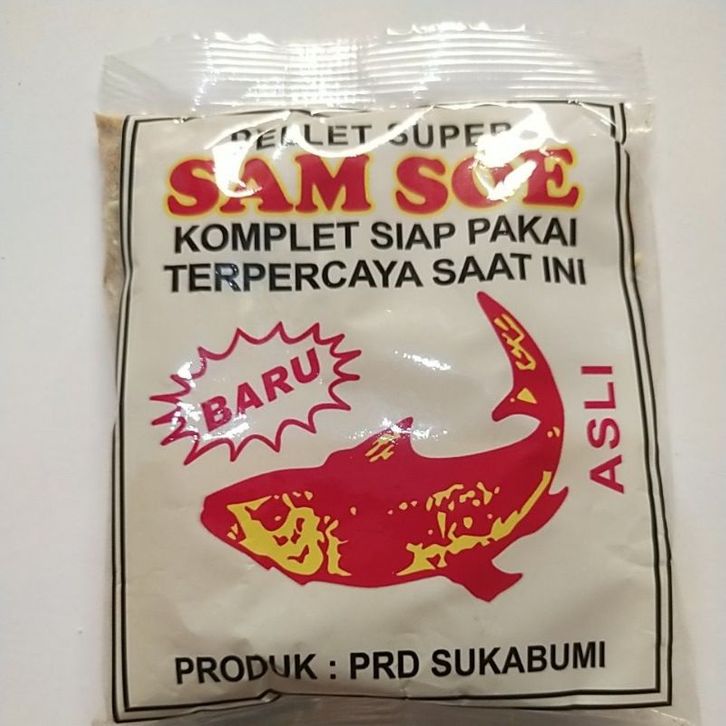 PELLET SUPER
SAM SOE
KOMPLET SIAP PAKAI
TERPERCAYA SAAT INI
BARU
ASLI
PRODUK : PRD SUKABUMI